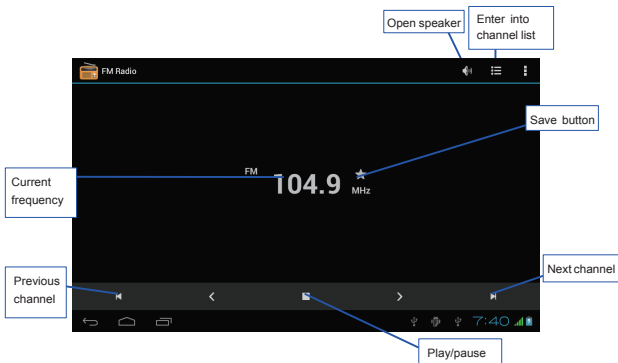 Open speaker
Enter into
channel list
FM Radio
Save button
Current
frequency
FM
104.9
MHz
Previous
channel
Next channel
7:40
Play/pause